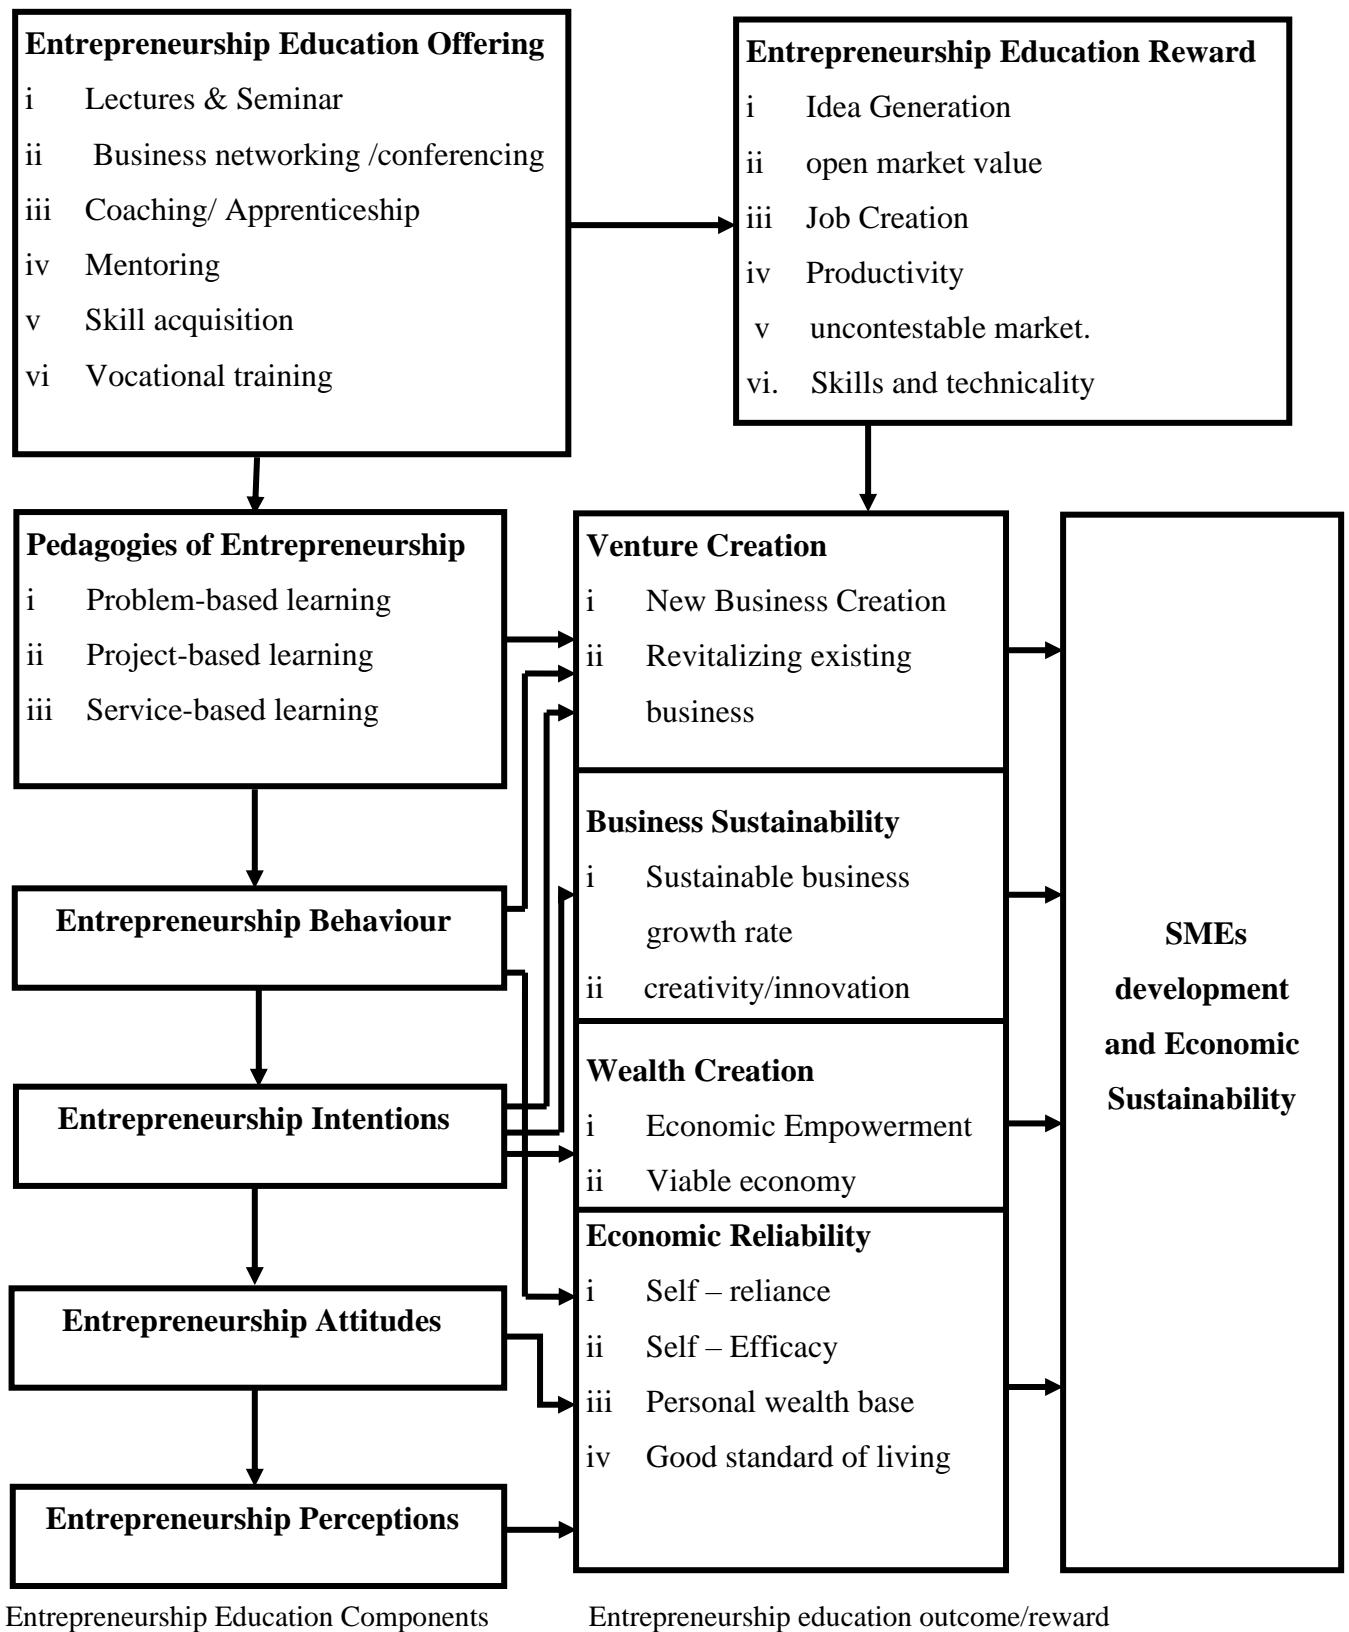 Entrepreneurship Education Offering
i Lectures & Seminar
ii Business networking /conferencing
iii Coaching/ Apprenticeship
iv Mentoring
v Skill acquisition
vi Vocational training
Entrepreneurship Education Reward
i Idea Generation
ii open market value
iii Job Creation
iv Productivity
v uncontestable market.
vi. Skills and technicality
Pedagogies of Entrepreneurship
i Problem-based learning
ii Project-based learning
iii Service-based learning
Entrepreneurship Behaviour
Entrepreneurship Intentions
Entrepreneurship Attitudes
Entrepreneurship Perceptions
Venture Creation
i New Business Creation
ii Revitalizing existing
business
Business Sustainability
i Sustainable business
growth rate
ii creativity/innovation
Wealth Creation
i Economic Empowerment
ii Viable economy
Economic Reliability
i Self – reliance
ii Self – Efficacy
iii Personal wealth base
iv Good standard of living
SMEs
development
and Economic
Sustainability
Entrepreneurship Education Components
Entrepreneurship education outcome/reward